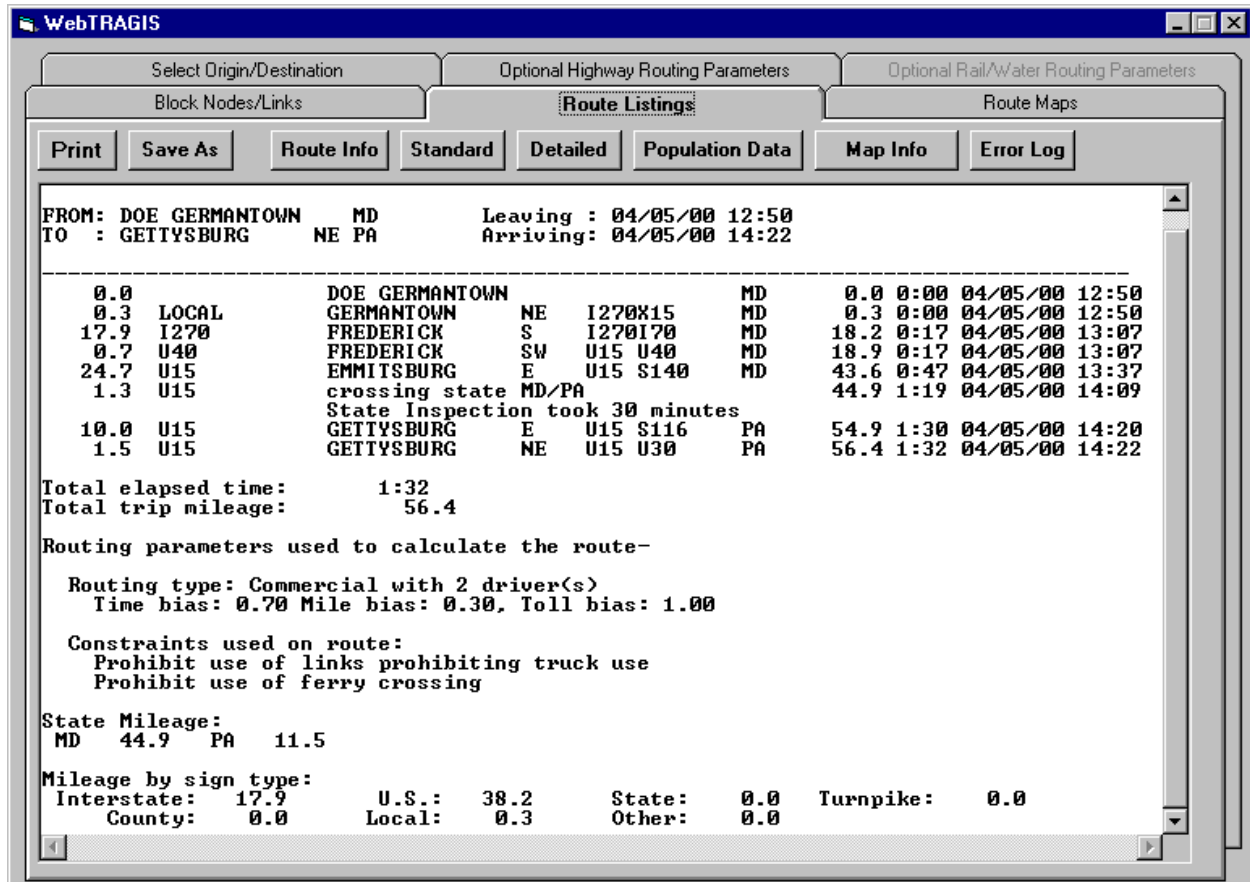 WebTRAGIS
Select Origin/Destination Optional Highway Routing Parameters Optional Rail/Water Routing Parameters
Block Nodes/Links Route Listings Route Maps
Print Save As Route Info Standard Detailed Population Data Map Info Error Log
FROM: DOE GERMANTOWN MD Leaving : 04/05/00 12:50
TO : GETTYSBURG NE PA Arriving: 04/05/00 14:22
0.0 DOE GERMANTOWN MD 0.0 0:00 04/05/00 12:50
0.3 LOCAL GERMANTOWN NE I270X15 MD 0.3 0:00 04/05/00 12:50
17.9 I270 FREDERICK S I270I70 MD 18.2 0:17 04/05/00 13:07
0.7 U40 FREDERICK SW U15 U40 MD 18.9 0:17 04/05/00 13:07
24.7 U15 EMMITSBURG E U15 S140 MD 43.6 0:47 04/05/00 13:37
1.3 U15 crossing state MD/PA 44.9 1:19 04/05/00 14:09
State Inspection took 30 minutes
10.0 U15 GETTYSBURG E U15 S116 PA 54.9 1:30 04/05/00 14:20
1.5 U15 GETTYSBURG NE U15 U30 PA 56.4 1:32 04/05/00 14:22
Total elapsed time: 1:32
Total trip mileage: 56.4
Routing parameters used to calculate the route-
Routing type: Commercial with 2 driver(s)
Time bias: 0.70 Mile bias: 0.30, Toll bias: 1.00
Constraints used on route:
Prohibit use of links prohibiting truck use
Prohibit use of ferry crossing
State Mileage:
MD 44.9 PA 11.5
Mileage by sign type:
Interstate: 17.9 U.S.: 38.2 State: 0.0 Turnpike: 0.0
County: 0.0 Local: 0.3 Other: 0.0